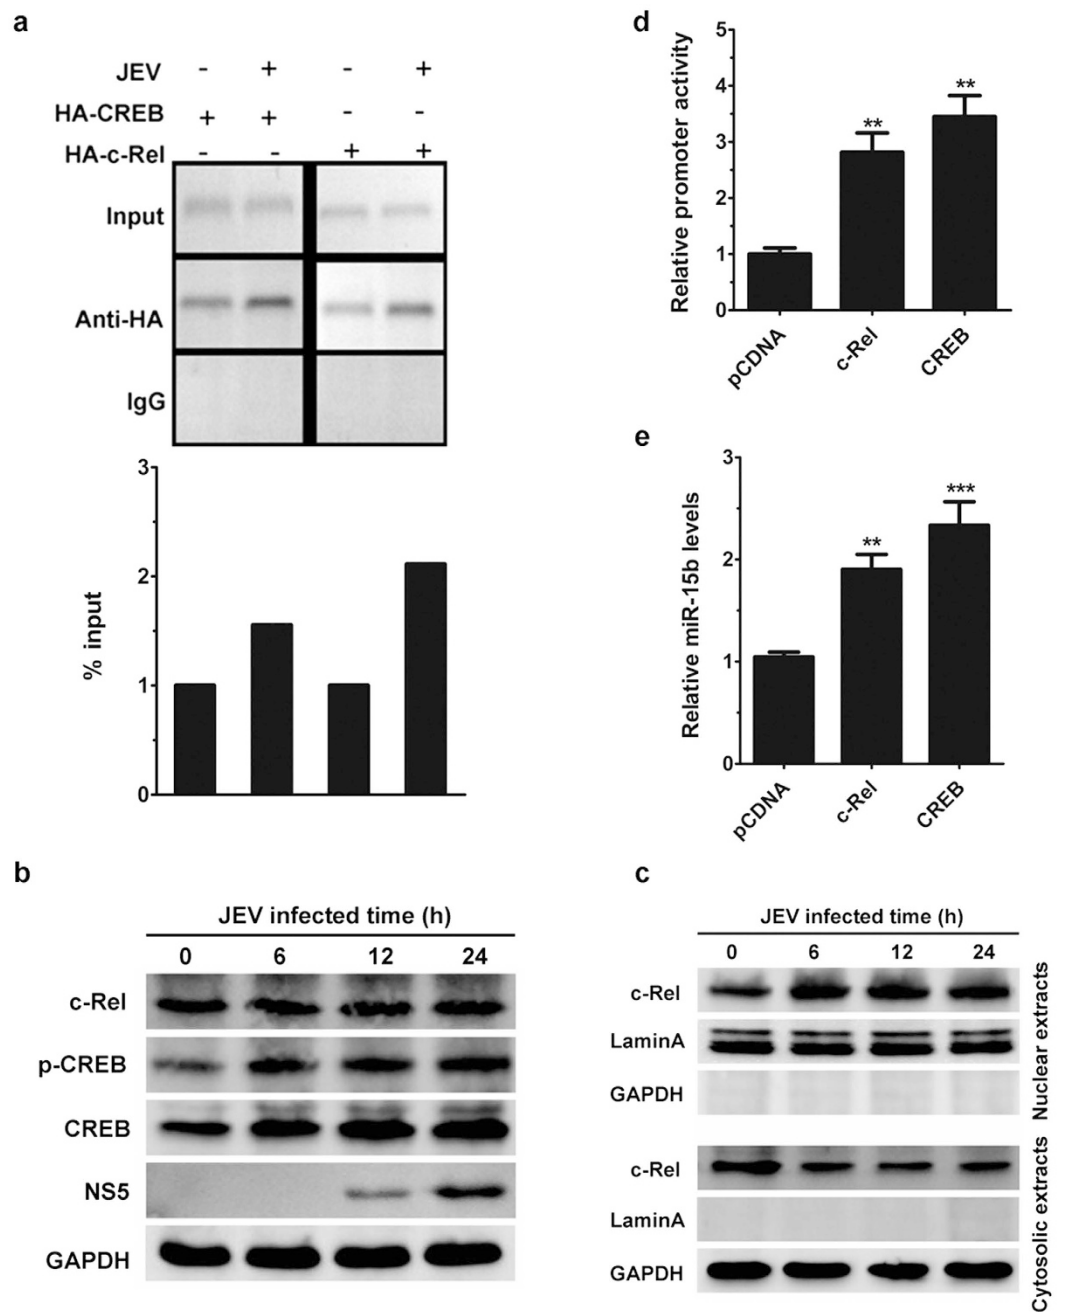 a
JEV - + - +
HA-CREB + + - -
HA-c-Rel - - + +
Input
Anti-HA
IgG
3
2
1
0
% input
d
5
4
3
2
1
0
Relative promoter activity
**
**
pCDNA
c-Rel
CREB
e
3
2
1
0
Relative miR-15b levels
**
***
pCDNA
c-Rel
CREB
b
JEV infected time (h)
0 6 12 24
c-Rel
p-CREB
CREB
NS5
GAPDH
c
JEV infected time (h)
0 6 12 24
c-Rel
LaminA
GAPDH
Nuclear extracts
c-Rel
LaminA
GAPDH
Cytosolic extracts